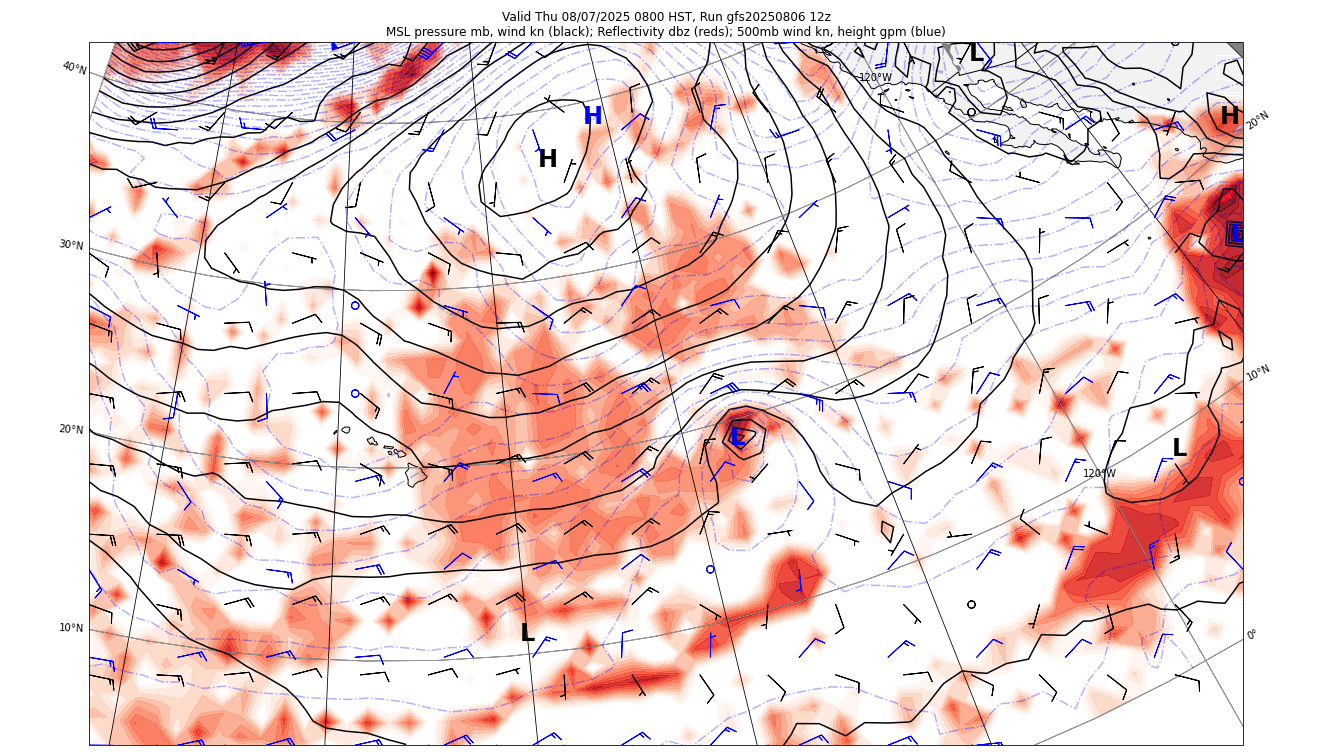 Valid Thu 08/07/2025 0800 HST, Run gfs20250806 12z
MSL pressure mb, wind kn (black); Reflectivity dbz (reds); 500mb wind kn, height gpm (blue)
L
40°N
120°W
H
H
20°N
H
30°N
L
10°N
20°N
L
L
120°W
10°N
L
0°